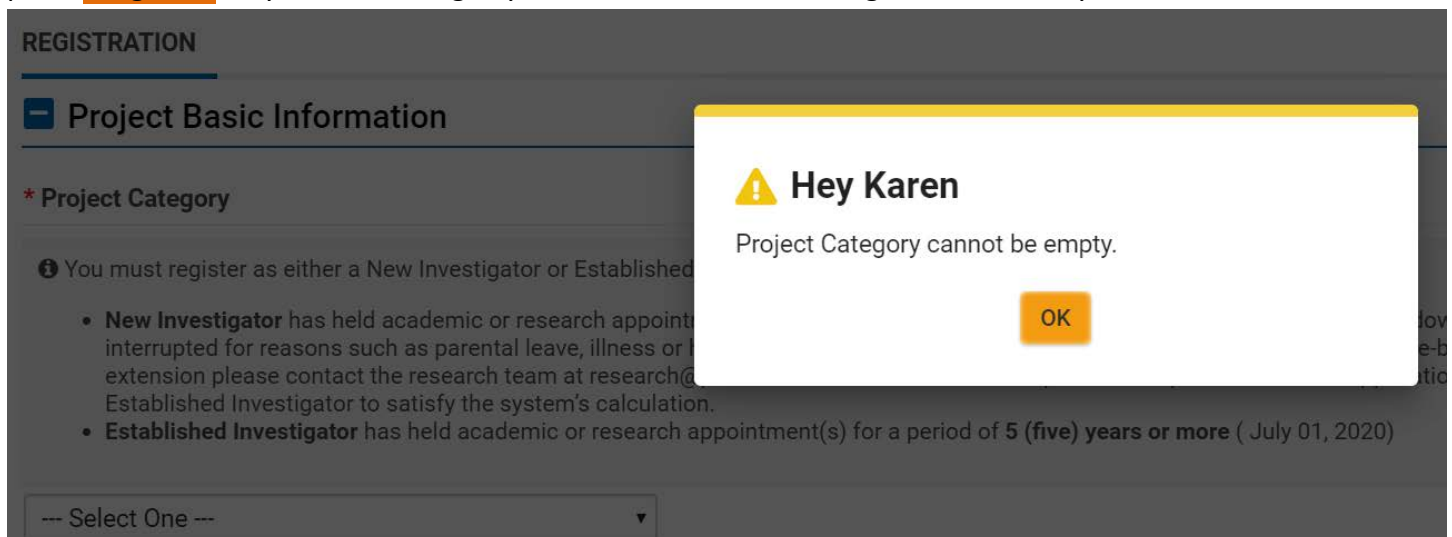 REGISTRATION
Project Basic Information
* Project Category
You must register as either a New Investigator or Established
• New Investigator has held academic or research
interrupted for reasons such as parental leave, illness or
extension please contact the research team at
Established Investigator to satisfy the system's calculation.
• Established Investigator has held academic or research appointment(s) for a period of 5 (five) years or more ( July 01, 2020)
--- Select One ---
Hey Karen
Project Category cannot be empty.
OK